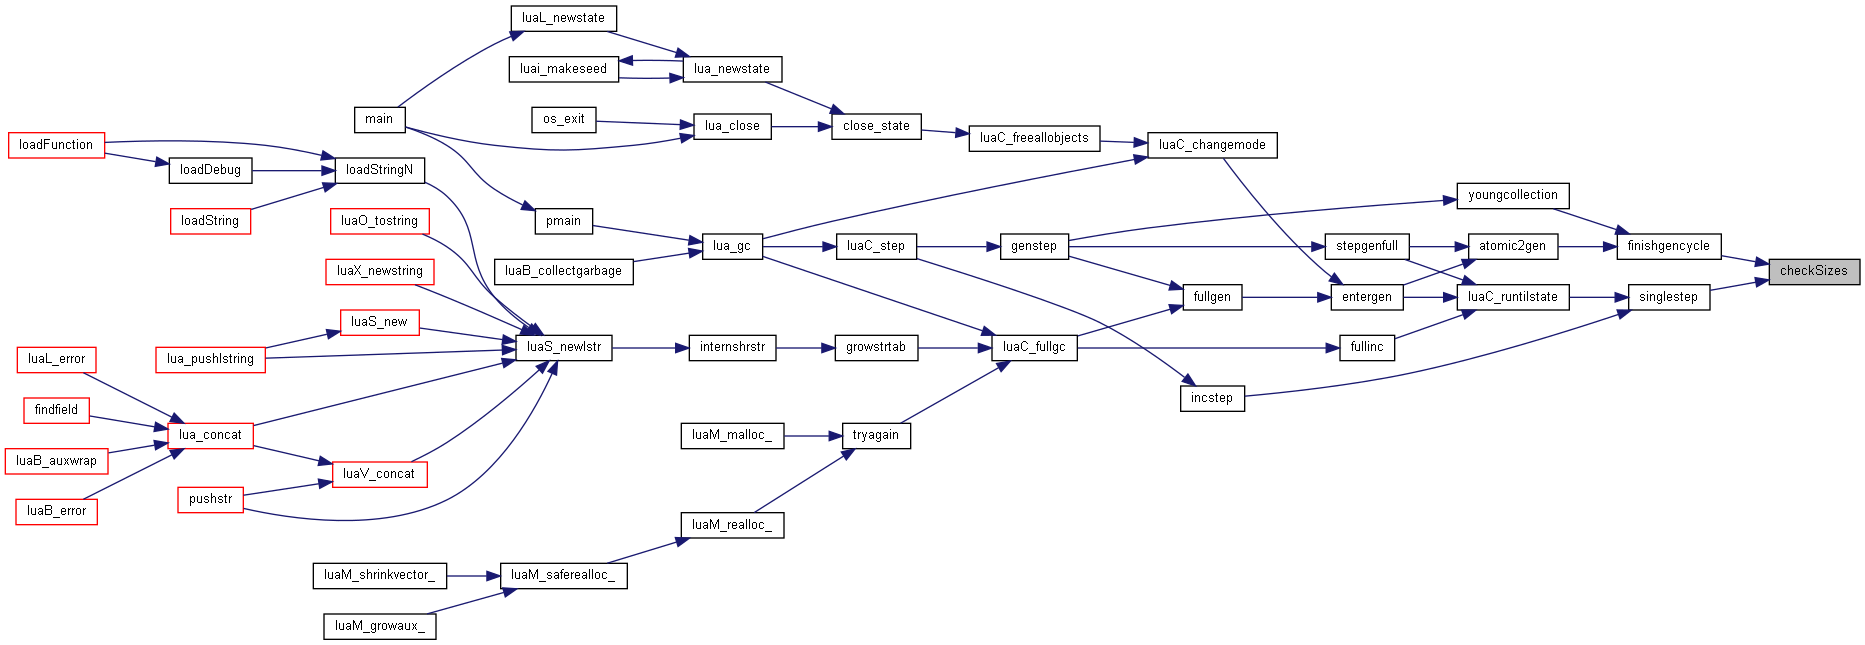 luaL_newstate
luai_makeseed
lua_newstate
main
os_exit
lua_close
close_state
luaC_freeallobjects
luaC_changemode
loadFunction
loadDebug
loadStringN
loadString
luaO_tostring
pmain
youngcollection
lua_gc
luaC_step
genstep
stepgenfull
atomic2gen
finishgencycle
luaX_newstring
luaB_collectgarbage
checkSizes
fullgen
entergen
luaC_runtilstate
singlestep
luaS_new
lua_pushlstring
luaS_newlstr
internshrstr
growstrtab
luaC_fullgc
fullinc
luaL_error
findfield
incstep
lua_concat
luaM_malloc_
tryagain
luaB_auxwrap
luaV_concat
pushstr
luaB_error
luaM_realloc_
luaM_shrinkvector_
luaM_saferealloc_
luaM_growaux_